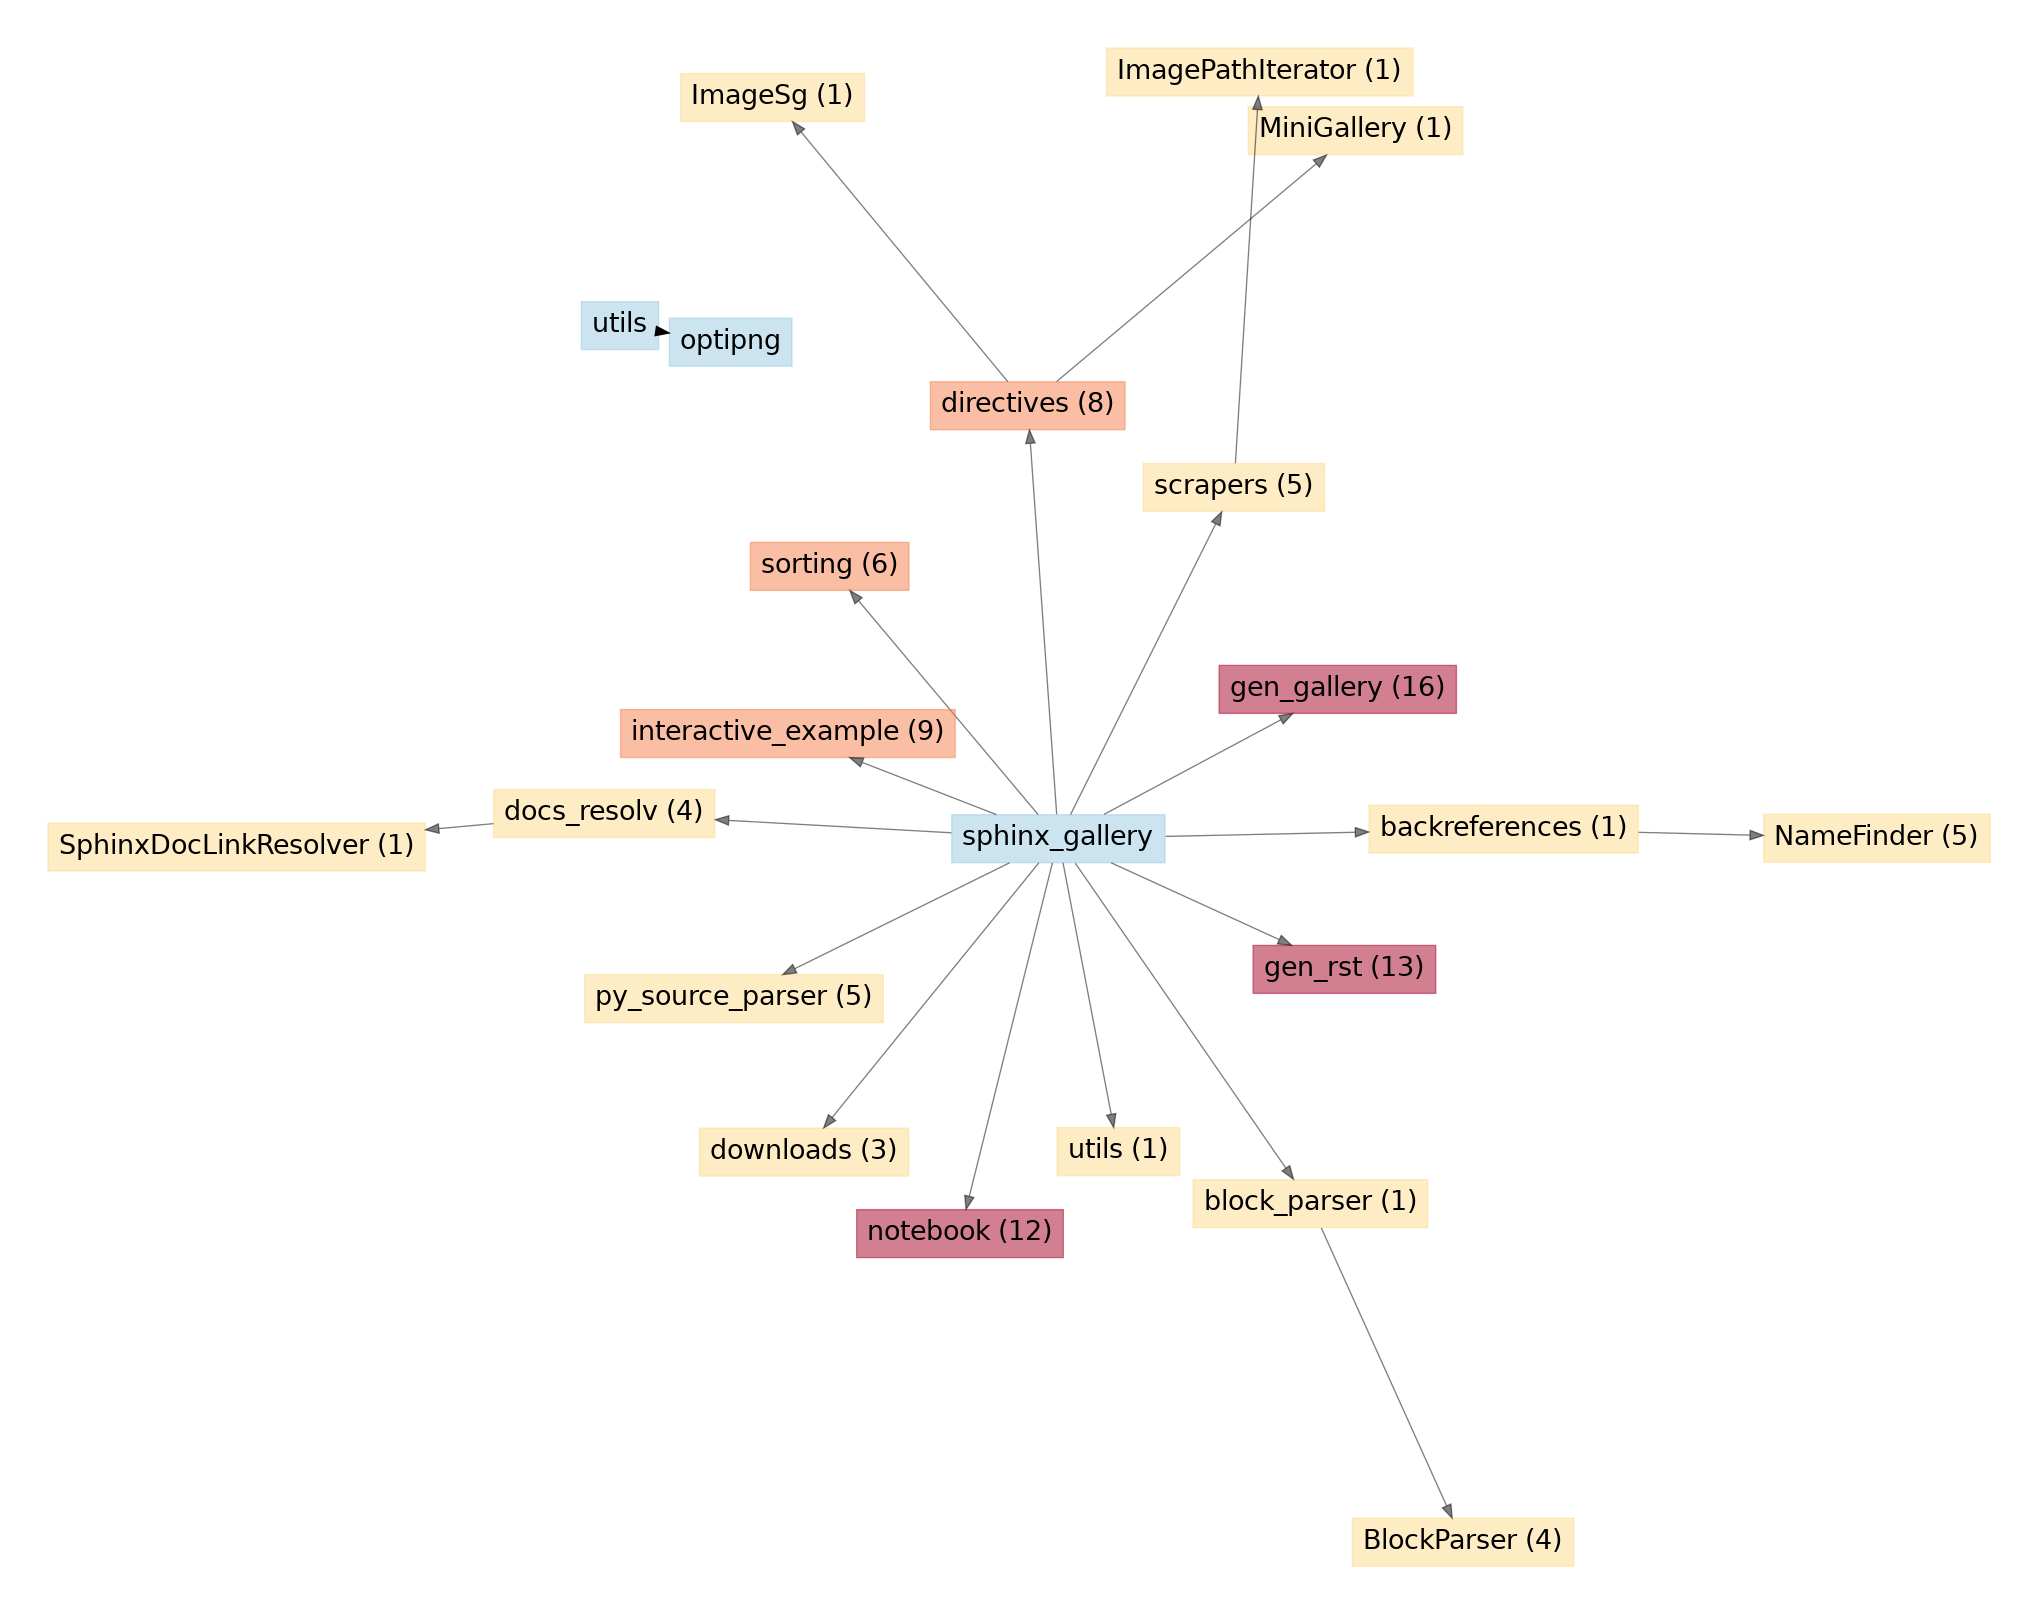 ImagePathIterator (1)
ImageSg (1)
MiniGallery (1)
utils
optipng
directives (8)
scrapers (5)
sorting (6)
gen_gallery (16)
interactive_example (9)
docs_resolv (4)
SphinxDocLinkResolver (1)
sphinx_gallery
backreferences (1)
NameFinder (5)
gen_rst (13)
py_source_parser (5)
downloads (3)
utils (1)
block_parser (1)
notebook (12)
BlockParser (4)